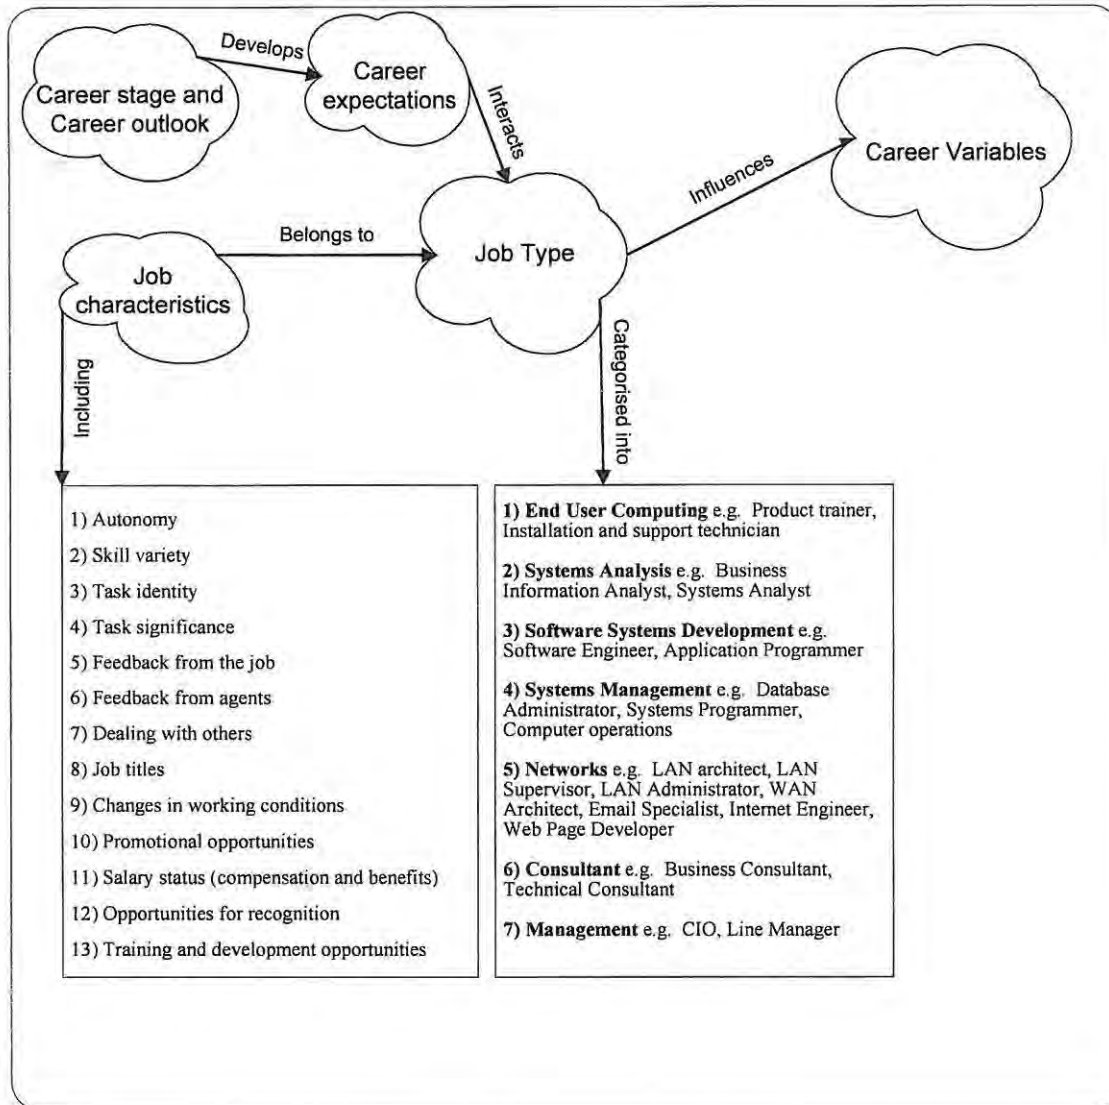 Develops
Career stage and
Career outlook
Career
expectations
Interacts
Career Variables
Influences
Belongs to
Job Type
Job
characteristics
Including
Categorised into
1) Autonomy
2) Skill variety
3) Task identity
4) Task significance
5) Feedback from the job
6) Feedback from agents
7) Dealing with others
8) Job titles
9) Changes in working conditions
10) Promotional opportunities
11) Salary status (compensation and benefits)
12) Opportunities for recognition
13) Training and development opportunities
1) End User Computing e.g. Product trainer,
Installation and support technician
2) Systems Analysis e.g. Business
Information Analyst, Systems Analyst
3) Software Systems Development e.g.
Software Engineer, Application Programmer
4) Systems Management e.g. Database
Administrator, Systems Programmer,
Computer operations
5) Networks e.g. LAN architect, LAN
Supervisor, LAN Administrator, WAN
Architect, Email Specialist, Internet Engineer,
Web Page Developer
6) Consultant e.g. Business Consultant,
Technical Consultant
7) Management e.g. CIO, Line Manager